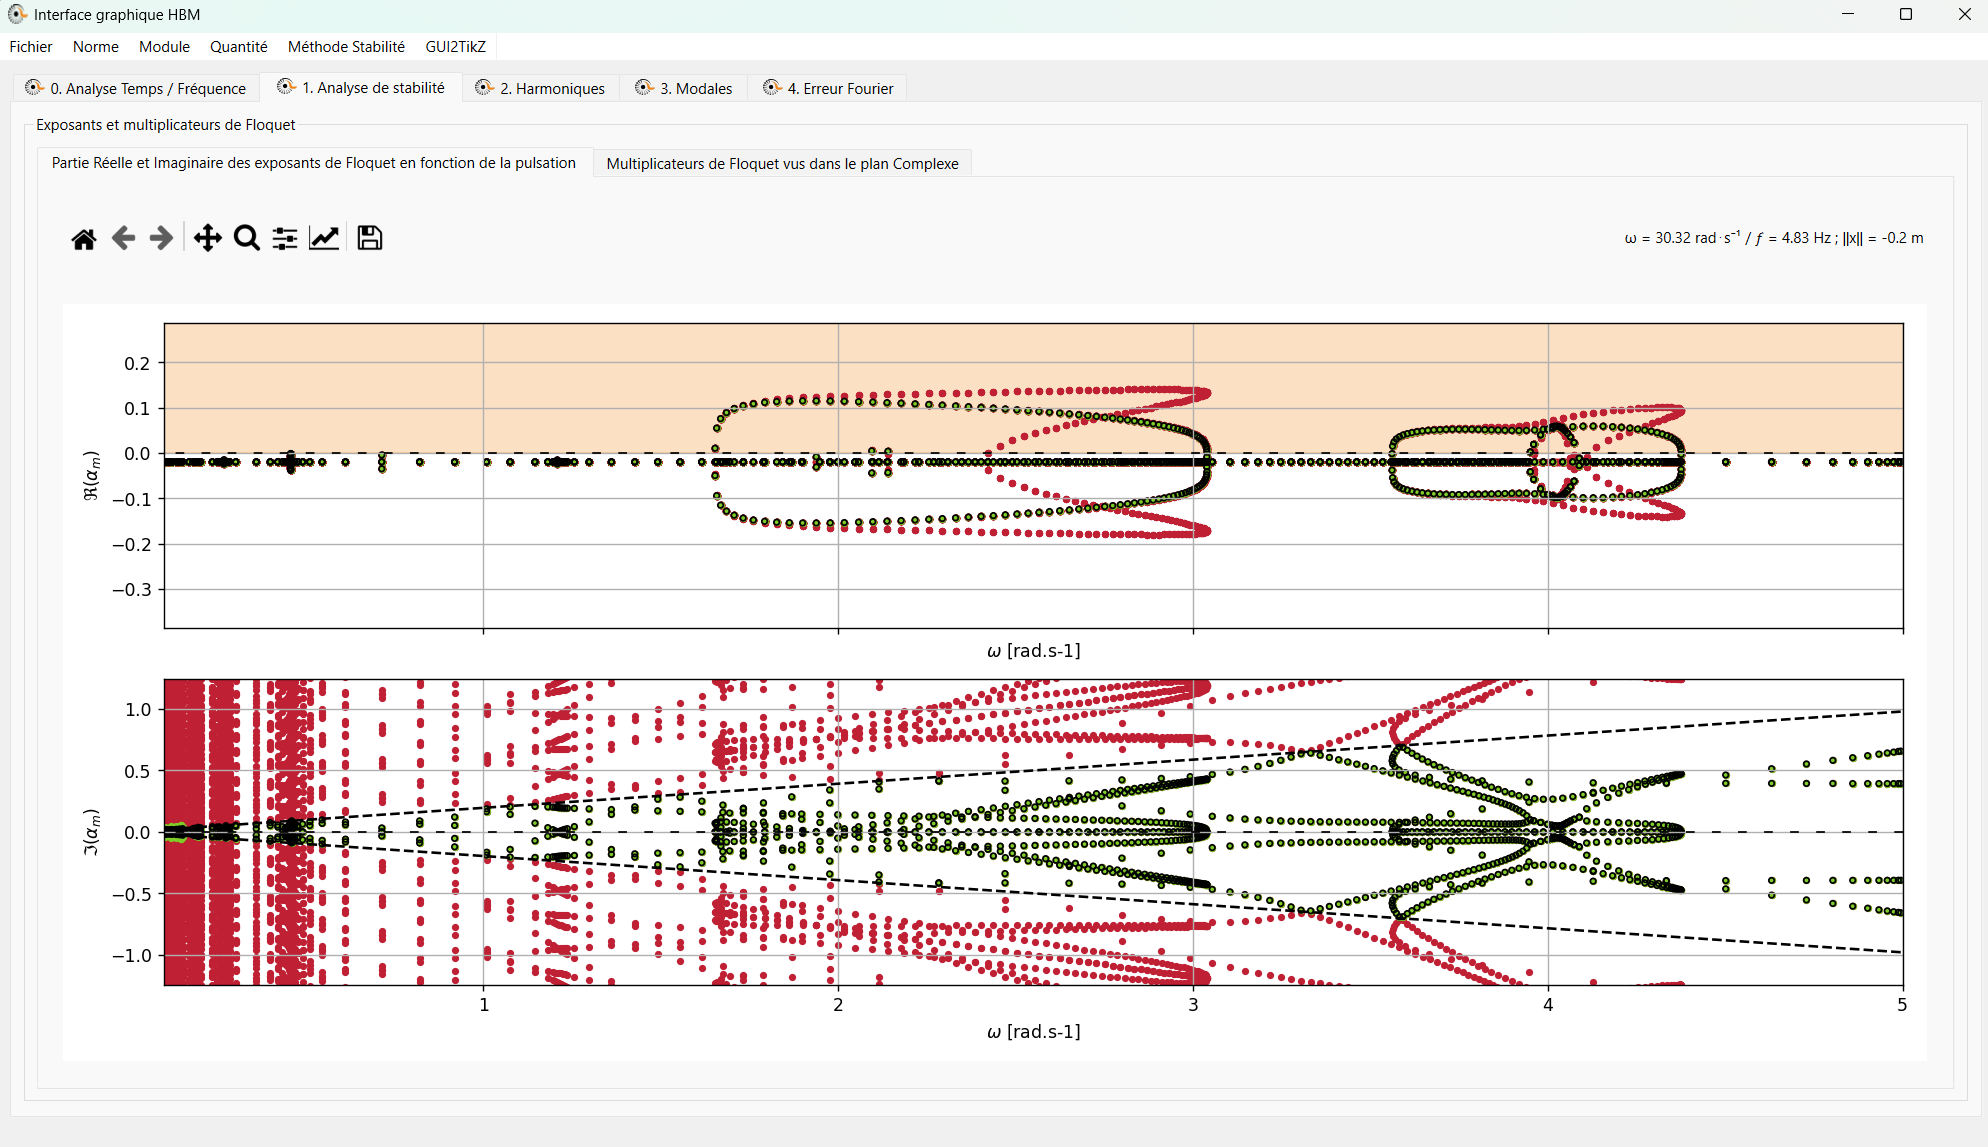 Interface graphique HBM
Fichier Norme Module Quantité Méthode Stabilité GUI2TikZ
0. Analyse Temps / Fréquence 1. Analyse de stabilité 2. Harmoniques 3. Modales 4. Erreur Fourier
Exposants et multiplicateurs de Floquet
Partie Réelle et Imaginaire des exposants de Floquet en fonction de la pulsation Multiplicateurs de Floquet vus dans le plan Complexe
ω = 30.32 rad·s⁻¹ / ƒ = 4.83 Hz ; ||x|| = -0.2 m
0.2
0.1
0.0
−0.1
−0.2
−0.3
ℜ(αₘ)
ω [rad.s-1]
1.0
0.5
0.0
−0.5
−1.0
ℑ(αₘ)
1 2 3 4 5
ω [rad.s-1]